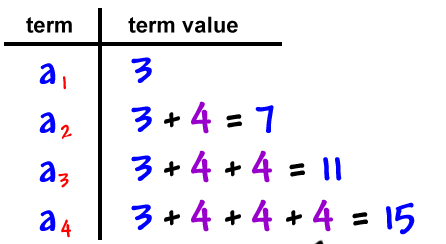 term term value
a1 3
a2 3 + 4 = 7
a3 3 + 4 + 4 = 11
a4 3 + 4 + 4 + 4 = 15